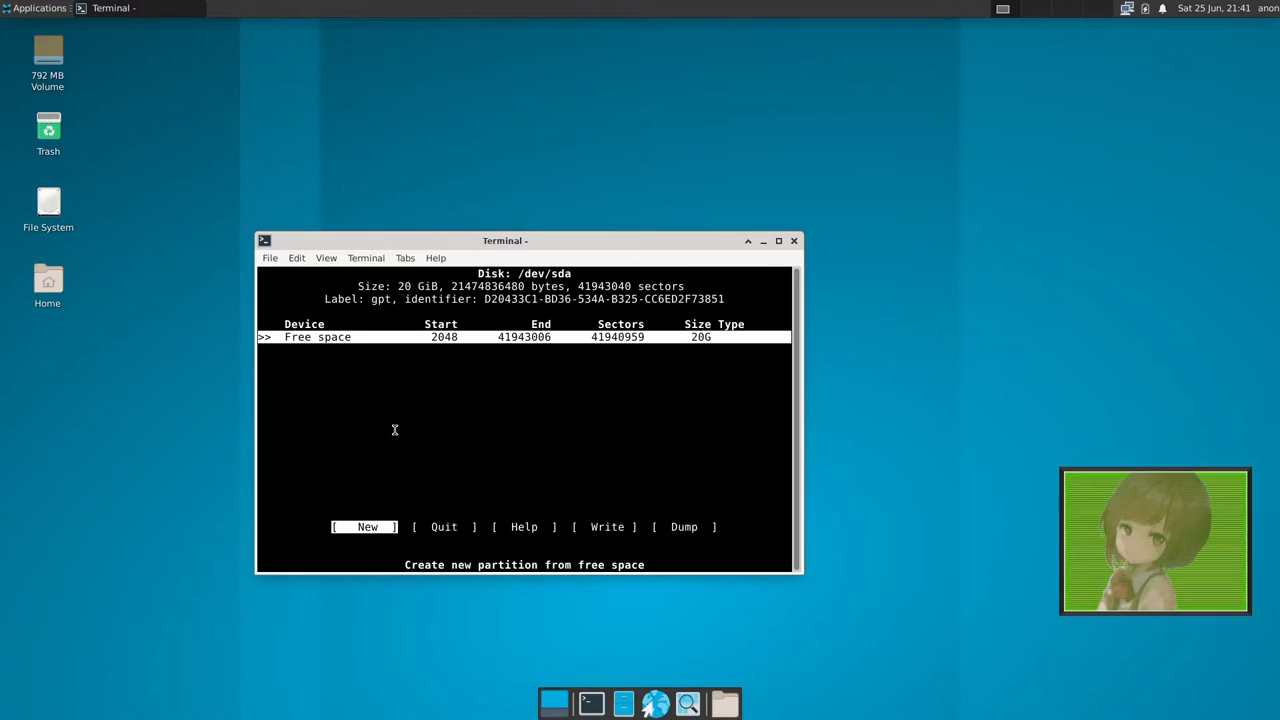 Applications
Terminal -
Sat 25 Jun, 21:41
anon
792 MB
Volume
Trash
File System
Home
Terminal -
File Edit View Terminal Tabs Help
Disk: /dev/sda
Size: 20 GiB, 21474836480 bytes, 41943040 sectors
Label: gpt, identifier: D20433C1-BD36-534A-B325-CC6ED2F73851
Device Start End Sectors Size Type
>> Free space 2048 41943006 41940959 20G
[ New ] [ Quit ] [ Help ] [ Write ] [ Dump ]
Create new partition from free space